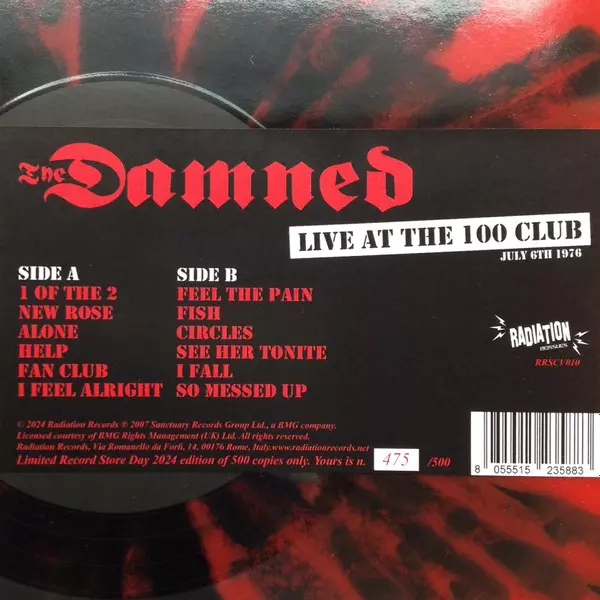 The Damned
LIVE AT THE 100 CLUB
JULY 6TH 1976
SIDE A
1 OF THE 2
NEW ROSE
ALONE
HELP
FAN CLUB
I FEEL ALRIGHT
SIDE B
FEEL THE PAIN
FISH
CIRCLES
SEE HER TONITE
I FALL
SO MESSED UP
RADIATION
REISSUES
RRSCV010
© 2024 Radiation Records ℗ 2007 Sanctuary Records Group Ltd., a BMG company.
Licensed courtesy of BMG Rights Management (UK) Ltd. All rights reserved.
Radiation Records, Via Romanello da Forlì, 14, 00176 Rome, Italy.www.radiationrecords.net
Limited Record Store Day 2024 edition of 500 copies only. Yours is n. 475 /500
8 055515 235883